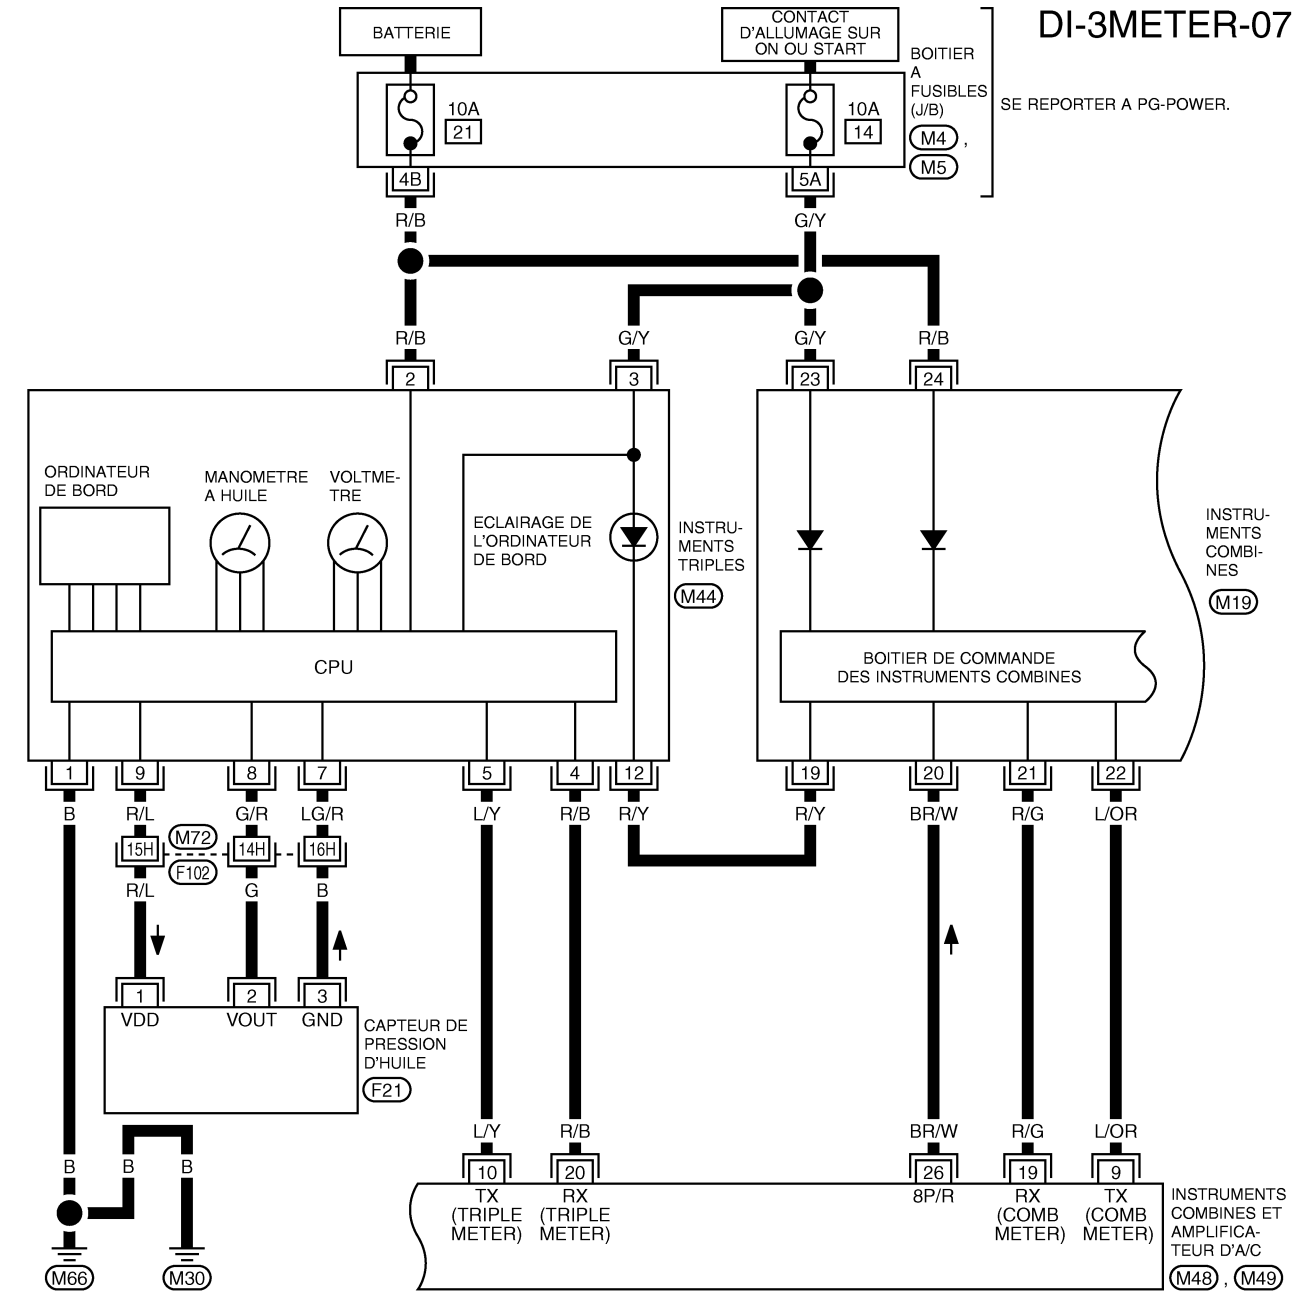 DI-3METER-07
BATTERIE
CONTACT
D'ALLUMAGE SUR
ON OU START
BOITIER
A
FUSIBLES
(J/B)
M4 ,
M5
SE REPORTER A PG-POWER.
10A
21
10A
14
4B
5A
R/B
G/Y
R/B
G/Y
G/Y
R/B
2
3
23
24
ORDINATEUR
DE BORD
MANOMETRE
A HUILE
VOLTME-
TRE
ECLAIRAGE DE
L'ORDINATEUR
DE BORD
INSTRU-
MENTS
TRIPLES
M44
INSTRU-
MENTS
COMBI-
NES
M19
CPU
BOITIER DE COMMANDE
DES INSTRUMENTS COMBINES
1
9
8
7
5
4
12
19
20
21
22
B
R/L
G/R
LG/R
L/Y
R/B
R/Y
R/Y
BR/W
R/G
L/OR
M72
15H
14H
16H
F102
R/L
G
B
1
2
3
VDD
VOUT
GND
CAPTEUR DE
PRESSION
D'HUILE
F21
L/Y
R/B
BR/W
R/G
L/OR
B
B
B
10
20
26
19
9
TX
(TRIPLE
METER)
RX
(TRIPLE
METER)
8P/R
RX
(COMB
METER)
TX
(COMB
METER)
INSTRUMENTS
COMBINES ET
AMPLIFICA-
TEUR D'A/C
M48 , M49
M66
M30